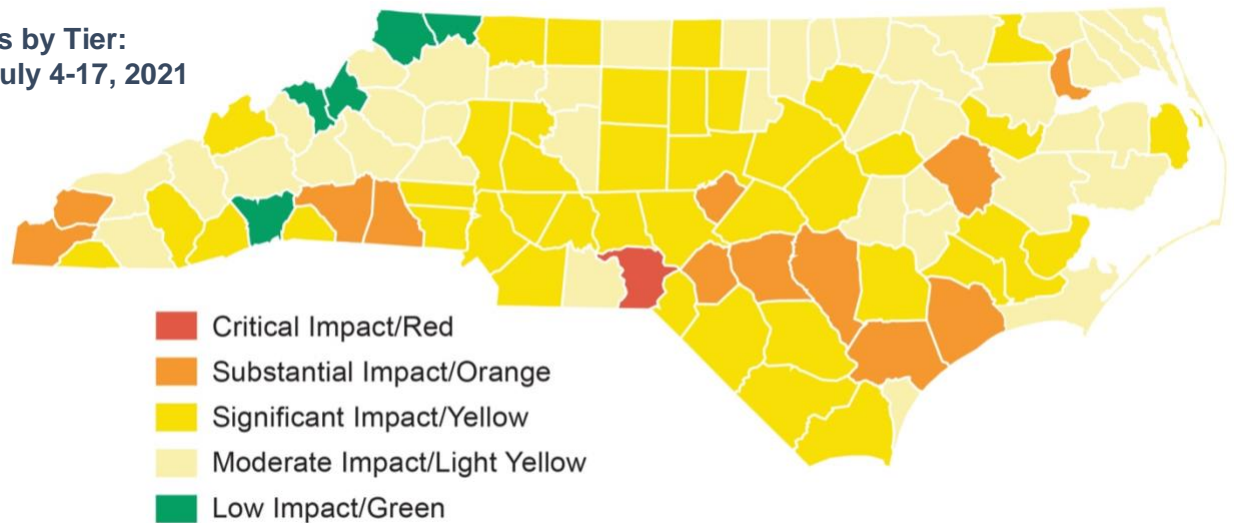 s by Tier:
uly 4-17, 2021
Critical Impact/Red
Substantial Impact/Orange
Significant Impact/Yellow
Moderate Impact/Light Yellow
Low Impact/Green